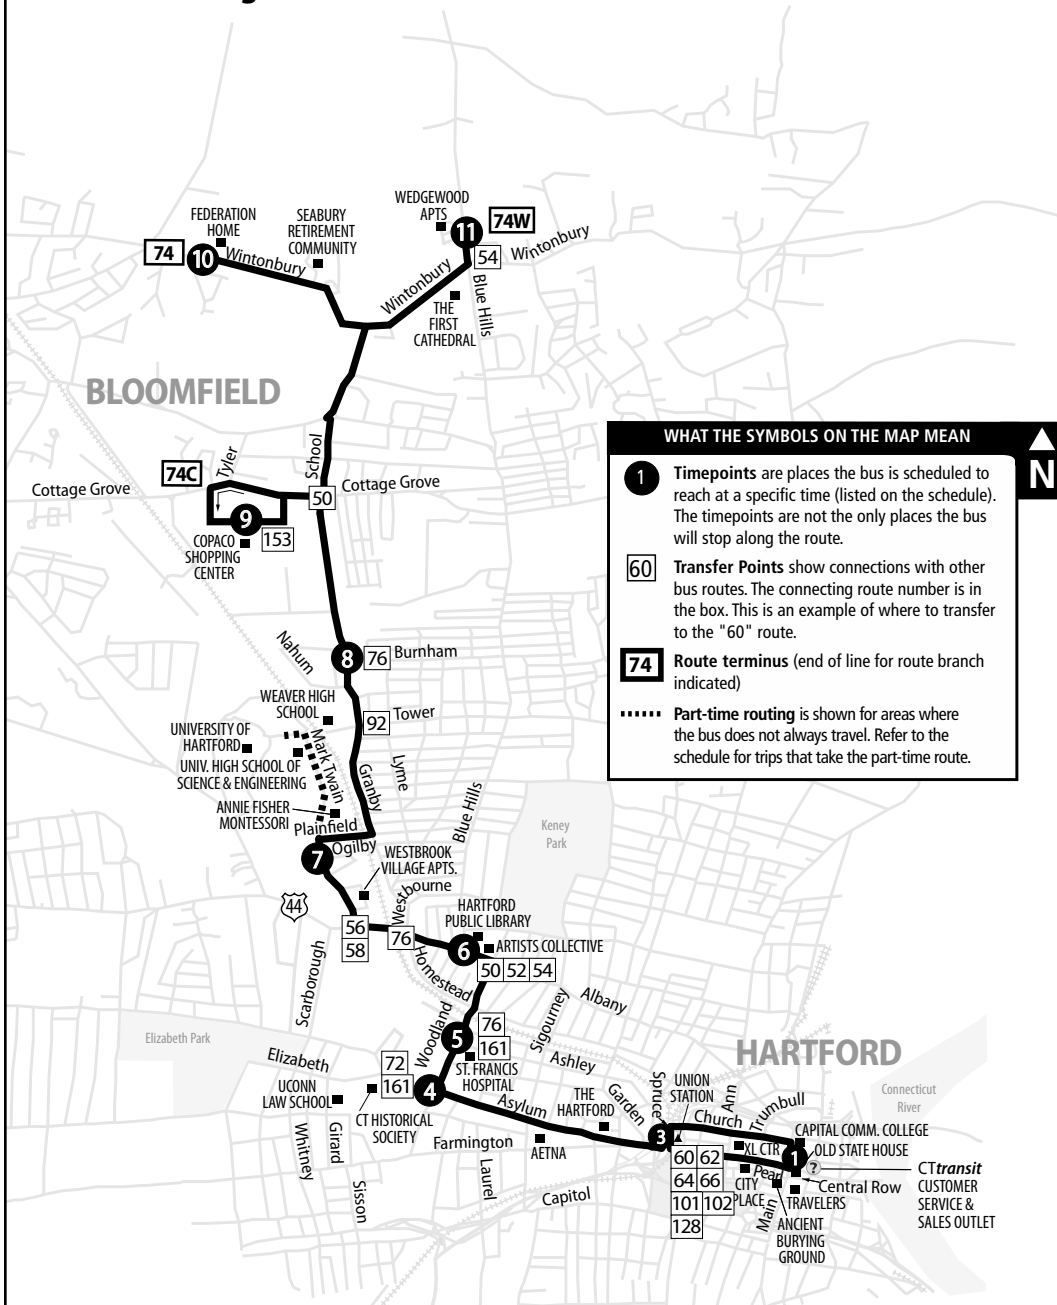 WEDGEWOOD
APTS
74W
11
FEDERATION
HOME
SEABURY
RETIREMENT
COMMUNITY
74
10
Wintonbury
Wintonbury
54
Wintonbury
Blue Hills
THE
FIRST
CATHEDRAL
BLOOMFIELD
WHAT THE SYMBOLS ON THE MAP MEAN
N
1
Timepoints are places the bus is scheduled to
reach at a specific time (listed on the schedule).
The timepoints are not the only places the bus
will stop along the route.
60
Transfer Points show connections with other
bus routes. The connecting route number is in
the box. This is an example of where to transfer
to the "60" route.
74
Route terminus (end of line for route branch
indicated)
Part-time routing is shown for areas where
the bus does not always travel. Refer to the
schedule for trips that take the part-time route.
School
Tyler
74C
Cottage Grove
50
Cottage Grove
9
153
COPACO
SHOPPING
CENTER
Nahum
8
76
Burnham
WEAVER HIGH
SCHOOL
92
Tower
UNIVERSITY OF
HARTFORD
UNIV. HIGH SCHOOL OF
SCIENCE & ENGINEERING
Mark Twain
Granby
Lyme
Blue Hills
ANNIE FISHER
MONTESSORI
Plainfield
Ogilby
7
Keney
Park
WESTBROOK
VILLAGE APTS.
Westbourne
44
HARTFORD
PUBLIC LIBRARY
56
58
76
6
ARTISTS COLLECTIVE
50
52
54
Homestead
Scarborough
Albany
Sigourney
Woodland
5
76
161
Ashley
ST. FRANCIS
HOSPITAL
Elizabeth Park
Elizabeth
72
161
4
UCONN
LAW SCHOOL
CT HISTORICAL
SOCIETY
Asylum
THE
HARTFORD
Garden
Spruce
UNION
STATION
Ann
Trumbull
HARTFORD
Connecticut
River
Church
3
CAPITAL COMM. COLLEGE
XL CTR
1
OLD STATE HOUSE
Whitney
Girard
Farmington
AETNA
Laurel
Sisson
Capitol
60
62
64
66
101
102
128
CITY
PLACE
Pearl
?
Central Row
TRAVELERS
Main
ANCIENT
BURYING
GROUND
CTtransit
CUSTOMER
SERVICE &
SALES OUTLET